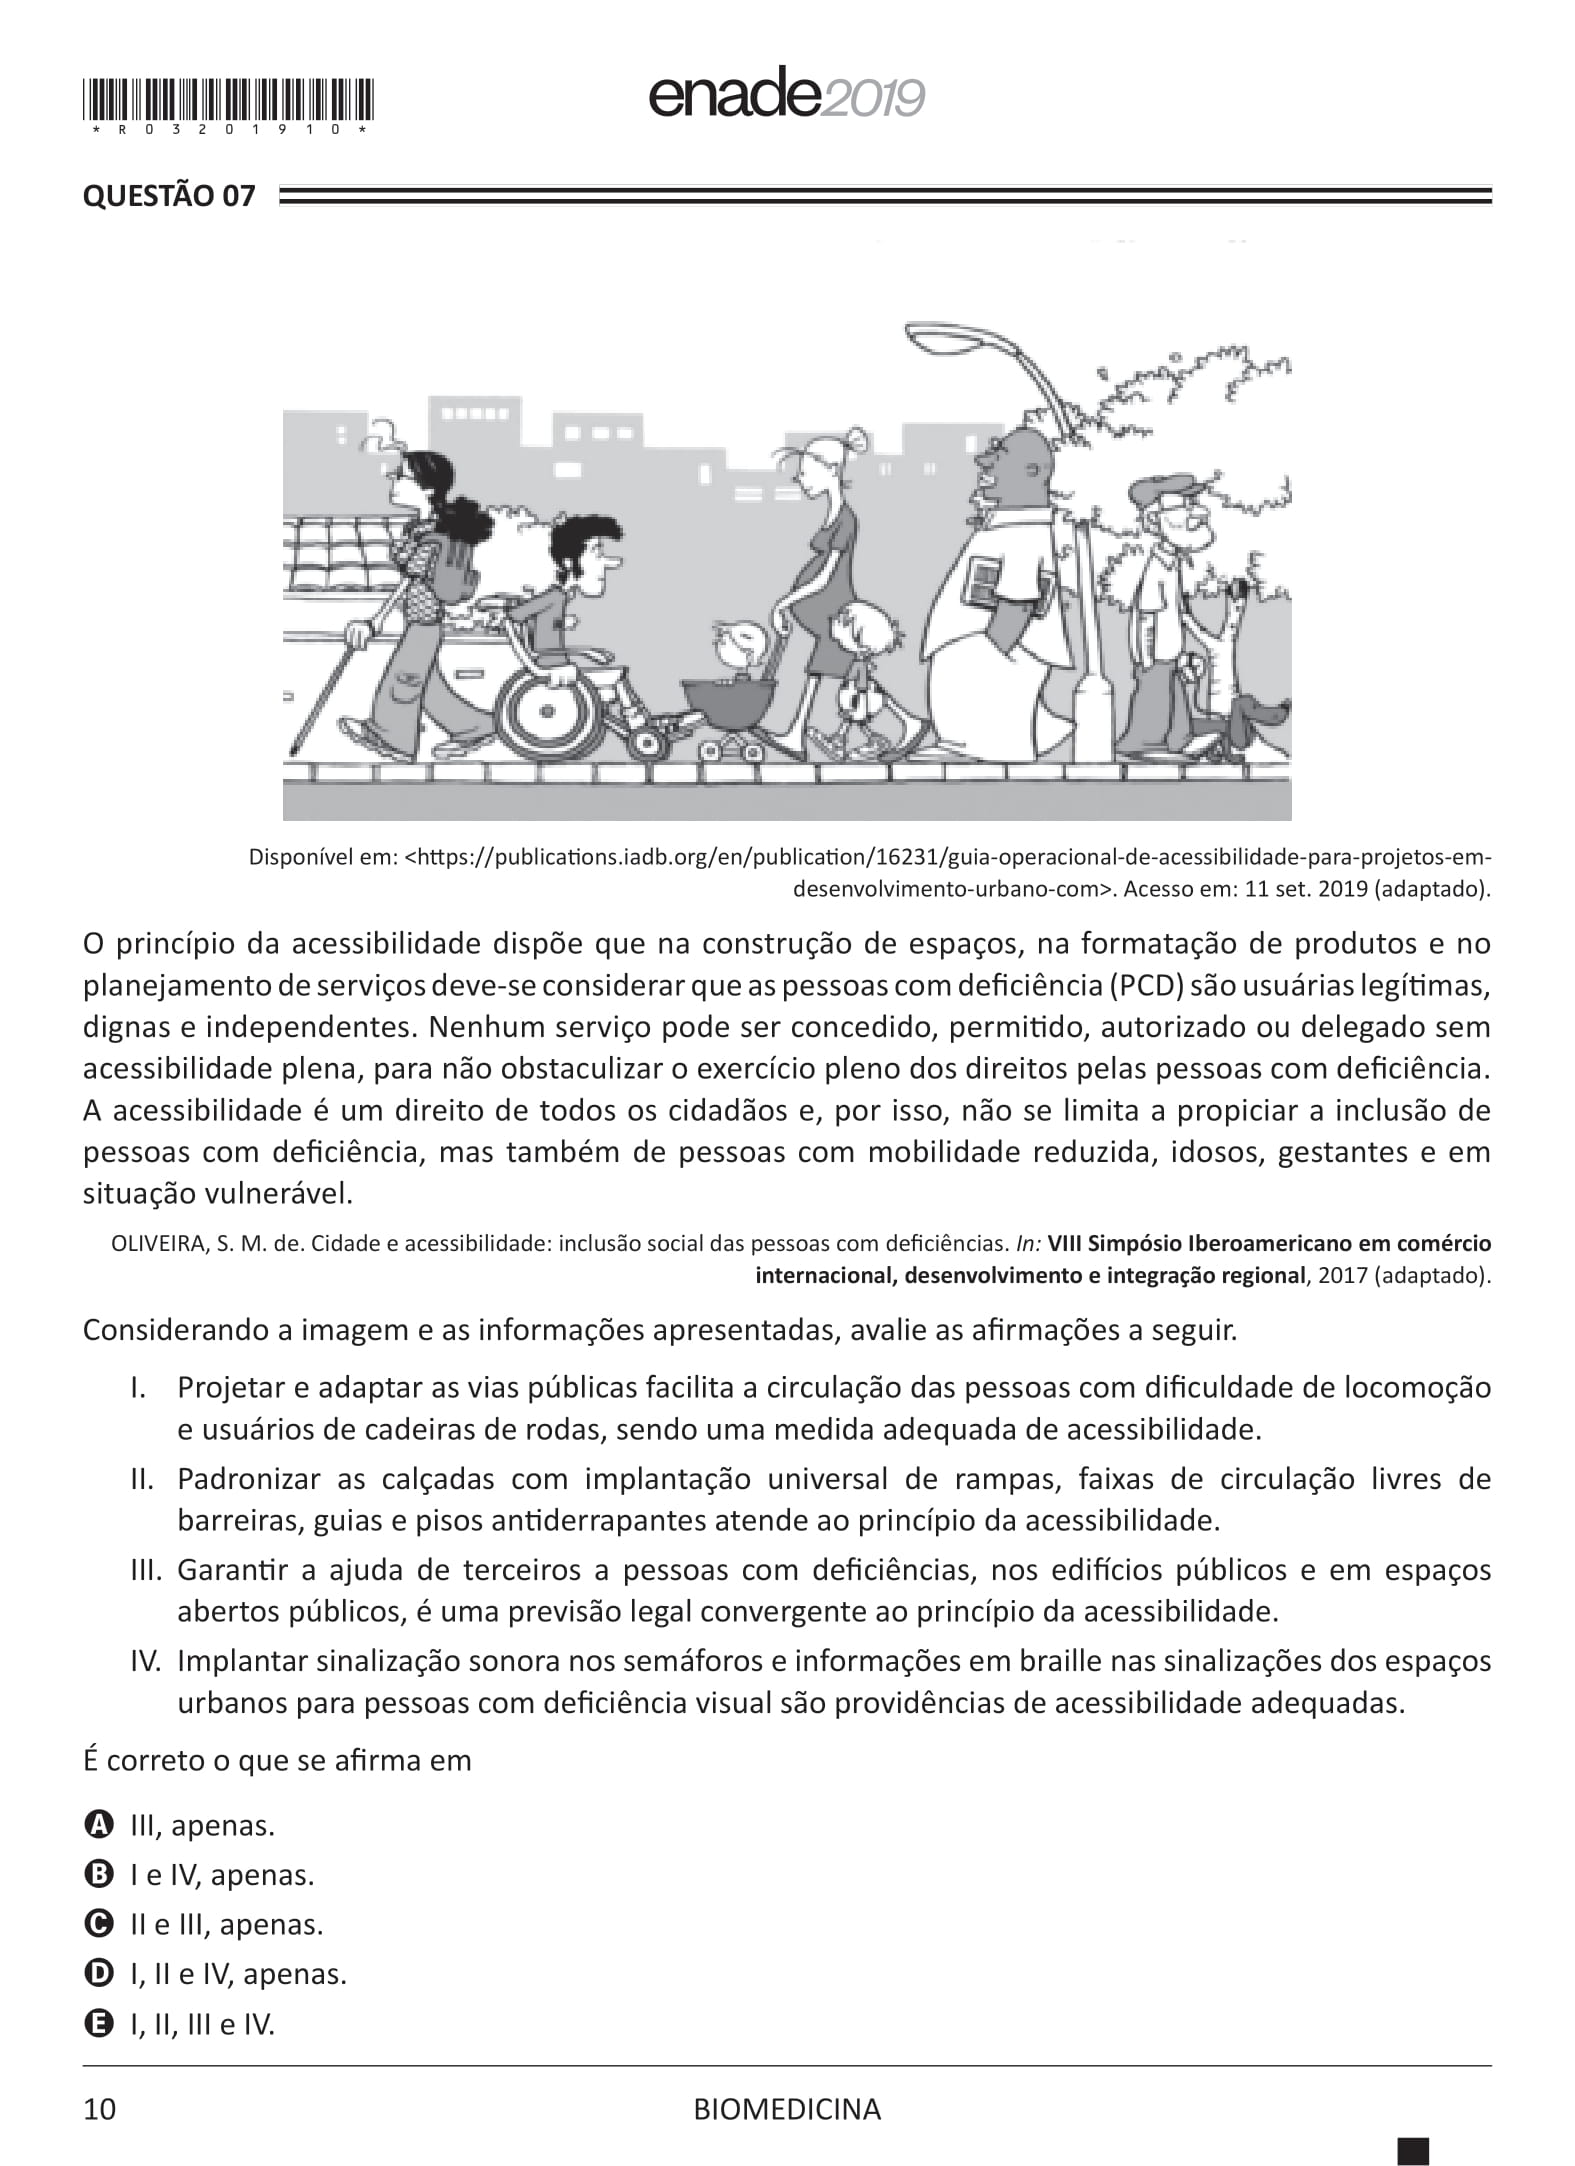 *R03201910*
enade2019
QUESTÃO 07
Disponível em: <https://publications.iadb.org/en/publication/16231/guia-operacional-de-acessibilidade-para-projetos-em-
desenvolvimento-urbano-com>. Acesso em: 11 set. 2019 (adaptado).
O princípio da acessibilidade dispõe que na construção de espaços, na formatação de produtos e no
planejamento de serviços deve-se considerar que as pessoas com deficiência (PCD) são usuárias legítimas,
dignas e independentes. Nenhum serviço pode ser concedido, permitido, autorizado ou delegado sem
acessibilidade plena, para não obstaculizar o exercício pleno dos direitos pelas pessoas com deficiência.
A acessibilidade é um direito de todos os cidadãos e, por isso, não se limita a propiciar a inclusão de
pessoas com deficiência, mas também de pessoas com mobilidade reduzida, idosos, gestantes e em
situação vulnerável.
OLIVEIRA, S. M. de. Cidade e acessibilidade: inclusão social das pessoas com deficiências. In: VIII Simpósio Iberoamericano em comércio
internacional, desenvolvimento e integração regional, 2017 (adaptado).
Considerando a imagem e as informações apresentadas, avalie as afirmações a seguir.
I. Projetar e adaptar as vias públicas facilita a circulação das pessoas com dificuldade de locomoção
e usuários de cadeiras de rodas, sendo uma medida adequada de acessibilidade.
II. Padronizar as calçadas com implantação universal de rampas, faixas de circulação livres de
barreiras, guias e pisos antiderrapantes atende ao princípio da acessibilidade.
III. Garantir a ajuda de terceiros a pessoas com deficiências, nos edifícios públicos e em espaços
abertos públicos, é uma previsão legal convergente ao princípio da acessibilidade.
IV. Implantar sinalização sonora nos semáforos e informações em braille nas sinalizações dos espaços
urbanos para pessoas com deficiência visual são providências de acessibilidade adequadas.
É correto o que se afirma em
A III, apenas.
B I e IV, apenas.
C II e III, apenas.
D I, II e IV, apenas.
E I, II, III e IV.
10
BIOMEDICINA